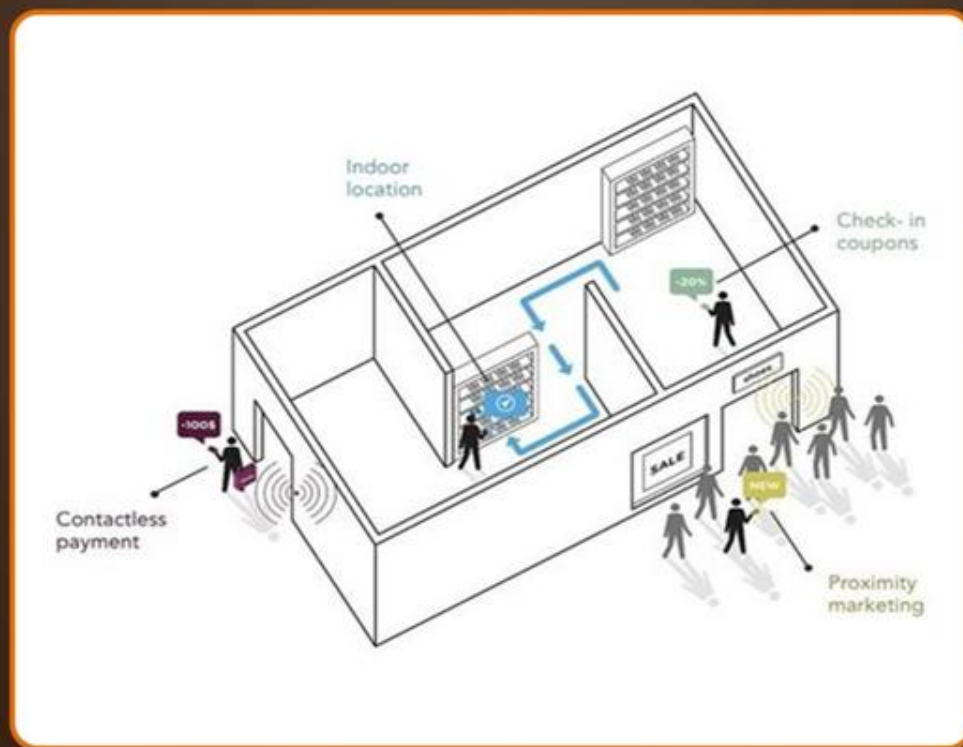 Indoor
location
Check- in
coupons
-20%
shoes
-100$
SALE
NEW
Contactless
payment
Proximity
marketing